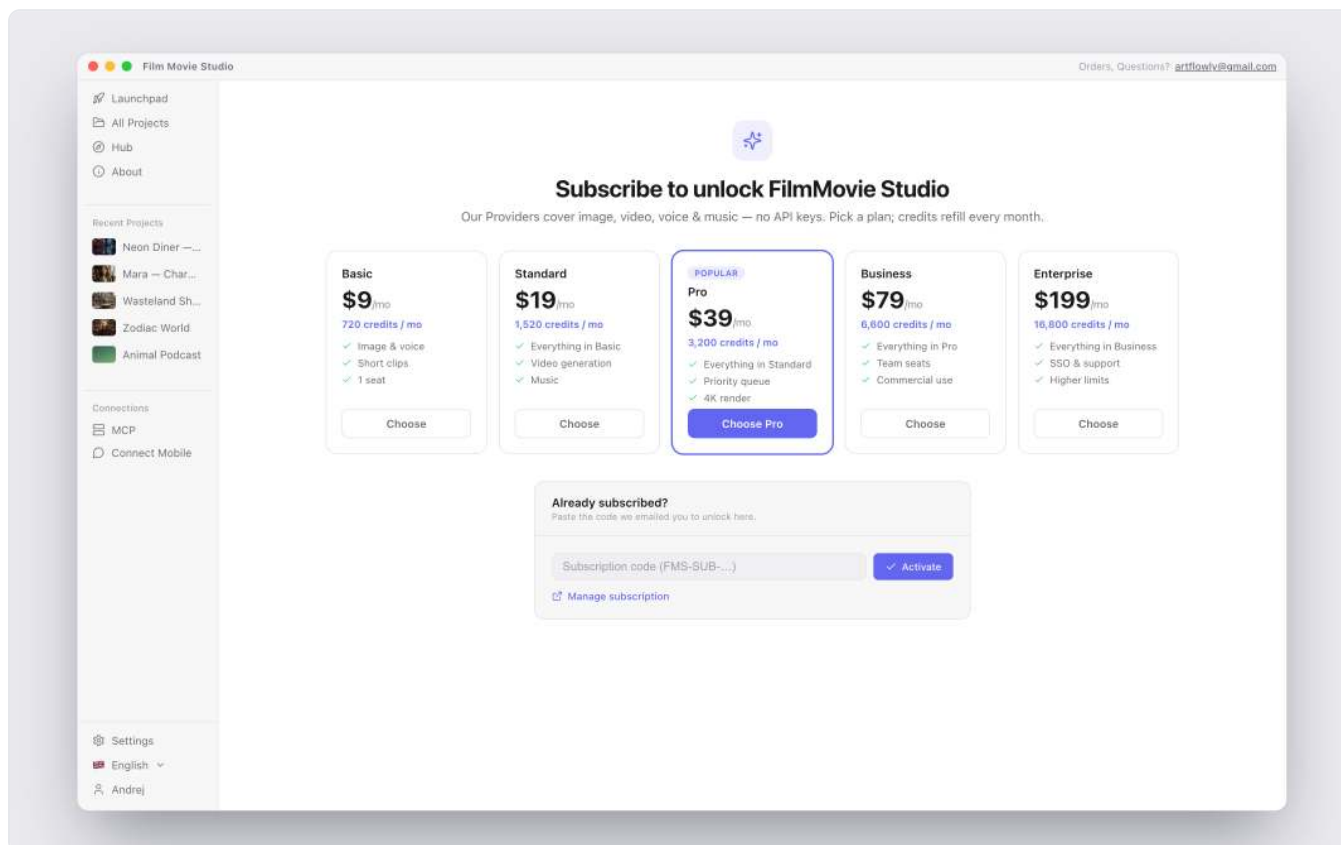 Film Movie Studio
Orders, Questions? artflowlv@gmail.com
Launchpad
All Projects
Hub
About
Recent Projects
Neon Diner —...
Mara — Char...
Wasteland Sh...
Zodiac World
Animal Podcast
Connections
MCP
Connect Mobile
Settings
English
Andrej
Subscribe to unlock FilmMovie Studio
Our Providers cover image, video, voice & music — no API keys. Pick a plan; credits refill every month.
Basic
$9/mo
720 credits / mo
Image & voice
Short clips
1 seat
Choose
Standard
$19/mo
1,520 credits / mo
Everything in Basic
Video generation
Music
Choose
POPULAR
Pro
$39/mo
3,200 credits / mo
Everything in Standard
Priority queue
4K render
Choose Pro
Business
$79/mo
6,600 credits / mo
Everything in Pro
Team seats
Commercial use
Choose
Enterprise
$199/mo
16,800 credits / mo
Everything in Business
SSO & support
Higher limits
Choose
Already subscribed?
Paste the code we emailed you to unlock here.
Subscription code (FMS-SUB-...)
Activate
Manage subscription